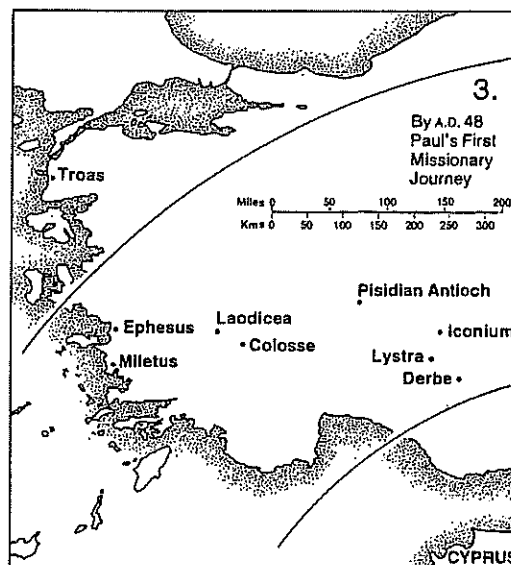 3.
By A.D. 48
Paul's First
Missionary
Journey
Miles 0 50 100 150 200
Kms 0 50 100 150 200 250 300
Troas
Pisidian Antioch
Ephesus
Laodicea
Iconium
Colosse
Miletus
Lystra
Derbe
CYPRUS